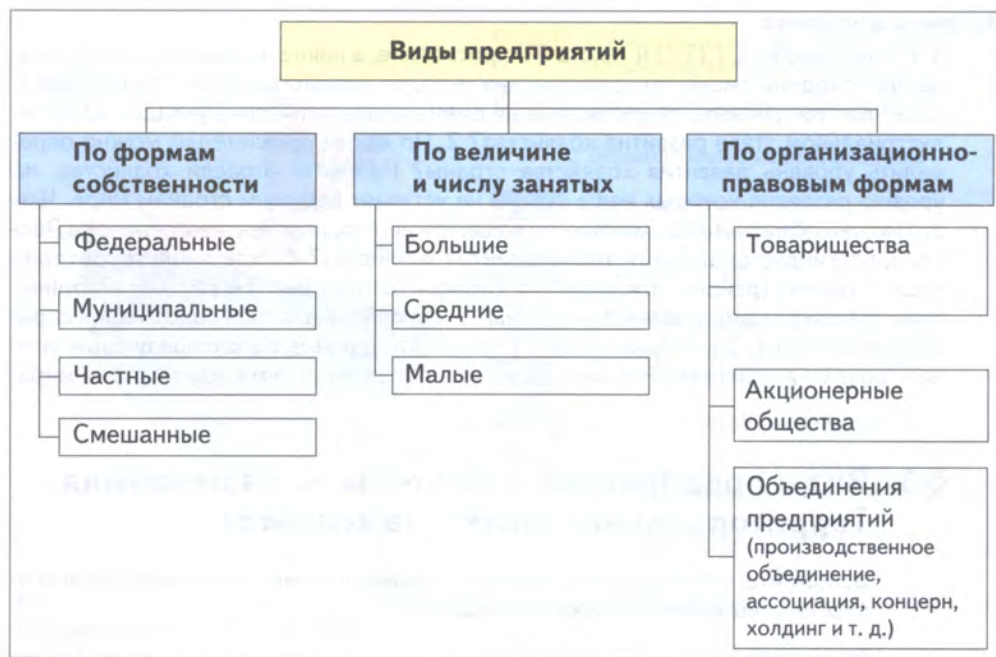 Виды предприятий
По формам
собственности
Федеральные
Муниципальные
Частные
Смешанные
По величине
и числу занятых
Большие
Средние
Малые
По организационно-
правовым формам
Товарищества
Акционерные
общества
Объединения
предприятий
(производственное
объединение,
ассоциация, концерн,
холдинг и т. д.)